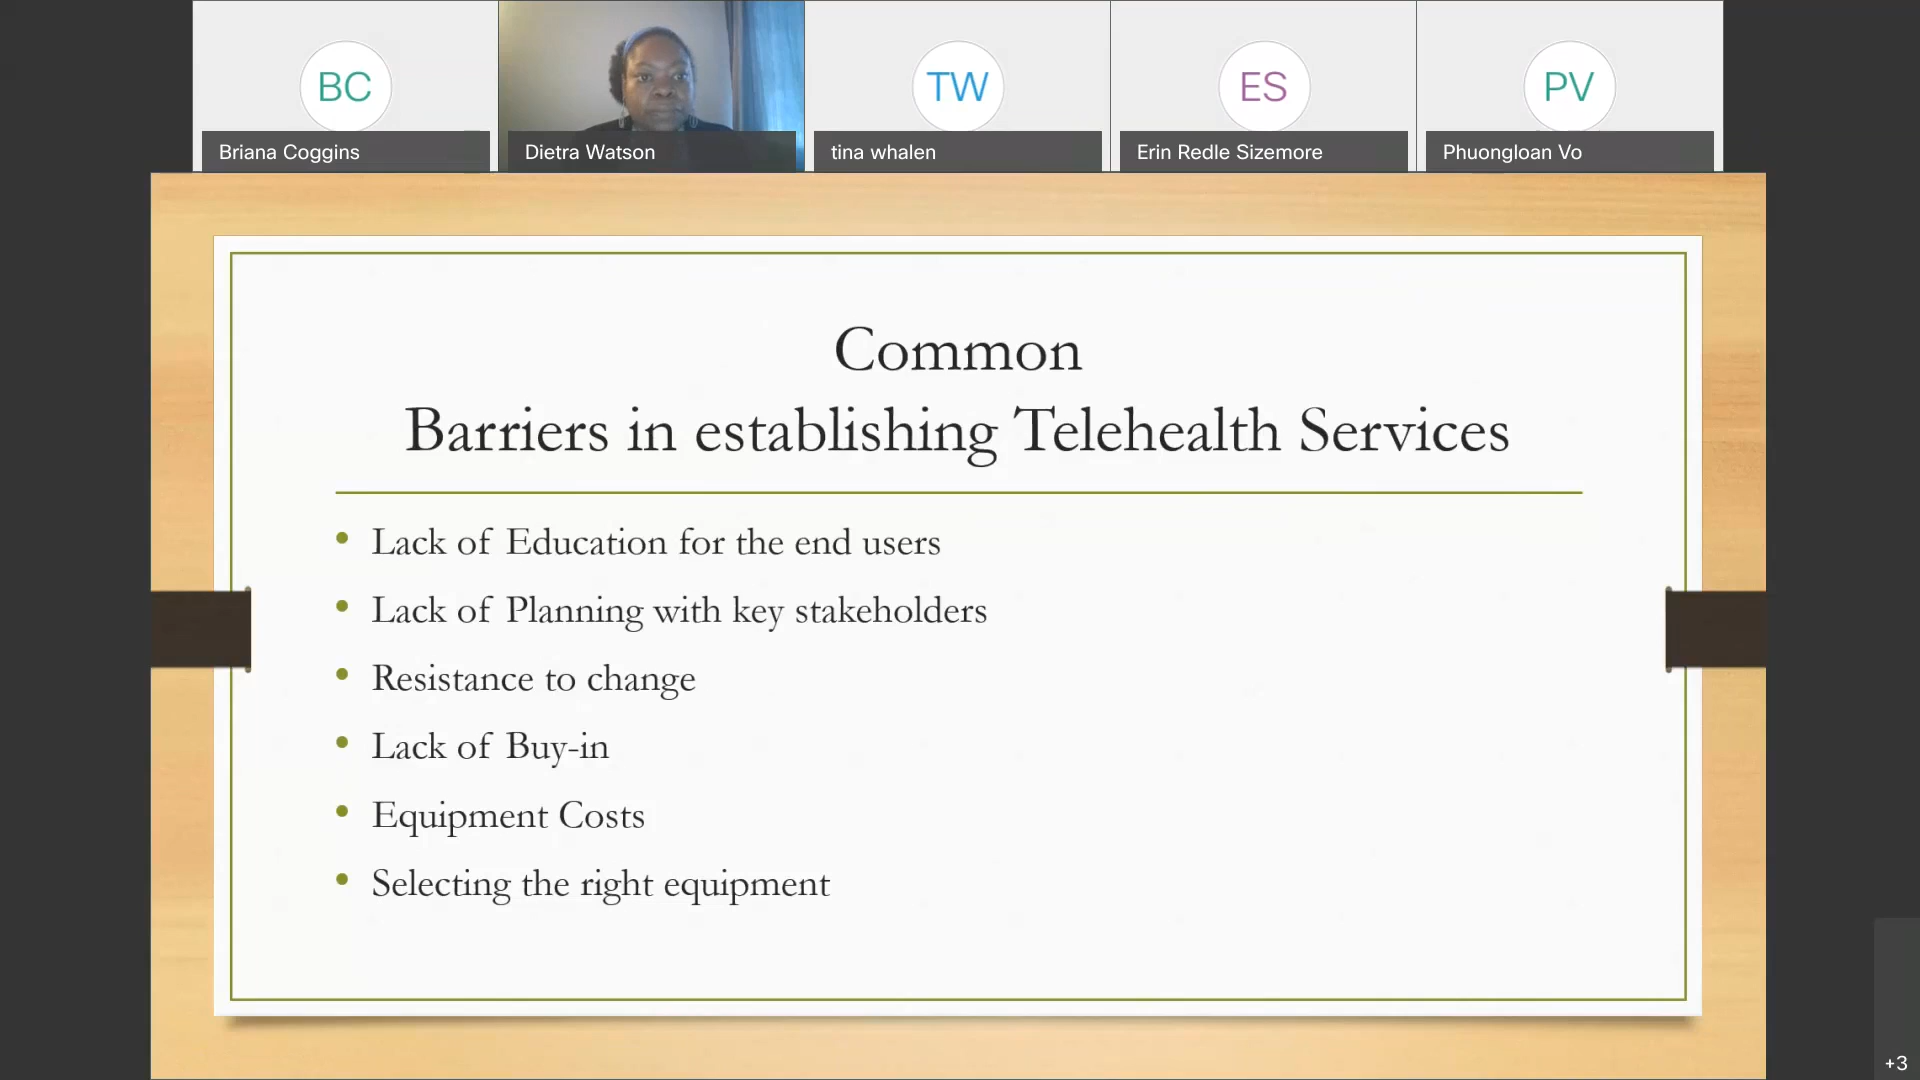 BC
TW
ES
PV
Briana Coggins
Dietra Watson
tina whalen
Erin Redle Sizemore
Phuongloan Vo
Common
Barriers in establishing Telehealth Services
• Lack of Education for the end users
• Lack of Planning with key stakeholders
• Resistance to change
• Lack of Buy-in
• Equipment Costs
• Selecting the right equipment
+3